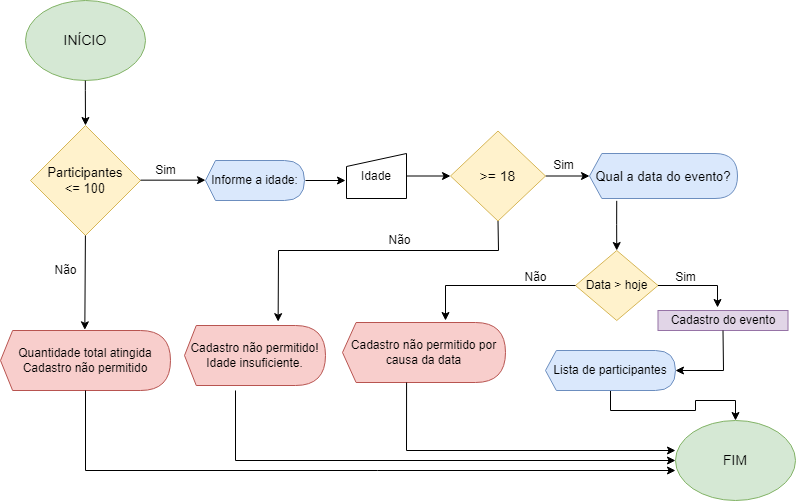 INÍCIO
Participantes
<= 100
Sim
Informe a idade:
Idade
>= 18
Sim
Qual a data do evento?
Não
Não
Data > hoje
Não
Sim
Quantidade total atingida
Cadastro não permitido
Cadastro não permitido!
Idade insuficiente.
Cadastro não permitido por
causa da data
Cadastro do evento
Lista de participantes
FIM